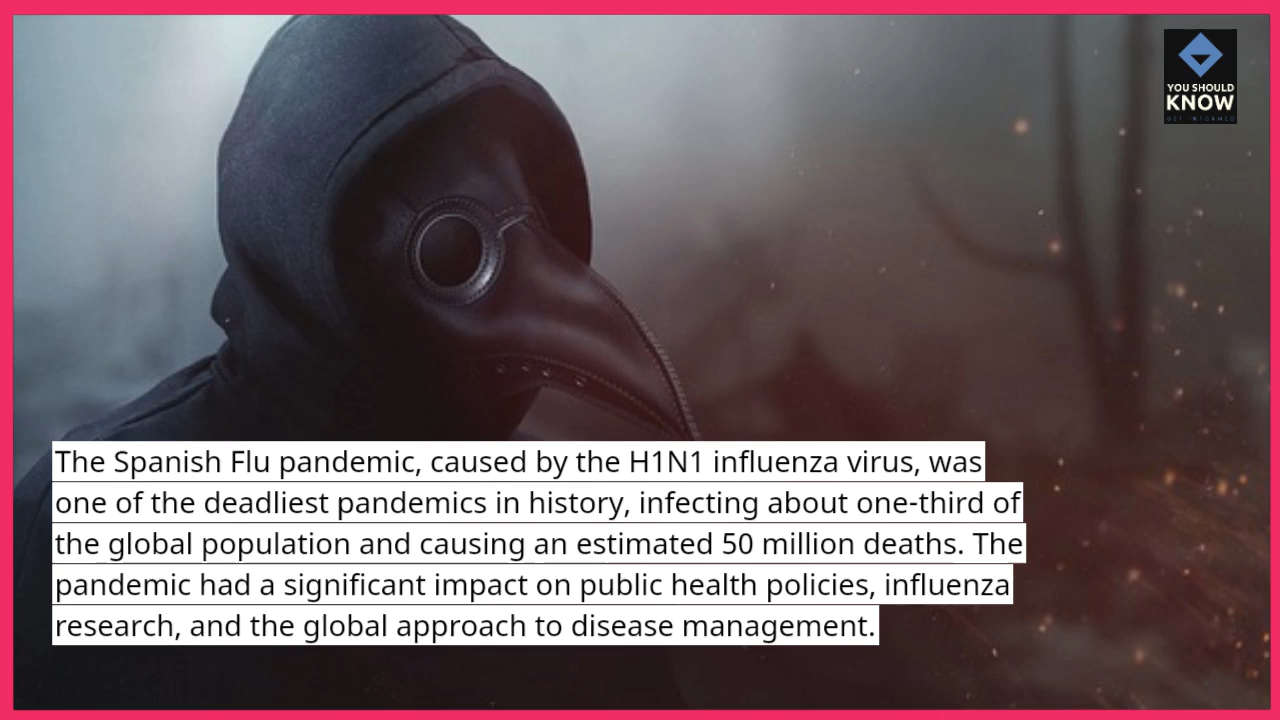 YOU SHOULD
KNOW
GET INFORMED
The Spanish Flu pandemic, caused by the H1N1 influenza virus, was
one of the deadliest pandemics in history, infecting about one-third of
the global population and causing an estimated 50 million deaths. The
pandemic had a significant impact on public health policies, influenza
research, and the global approach to disease management.